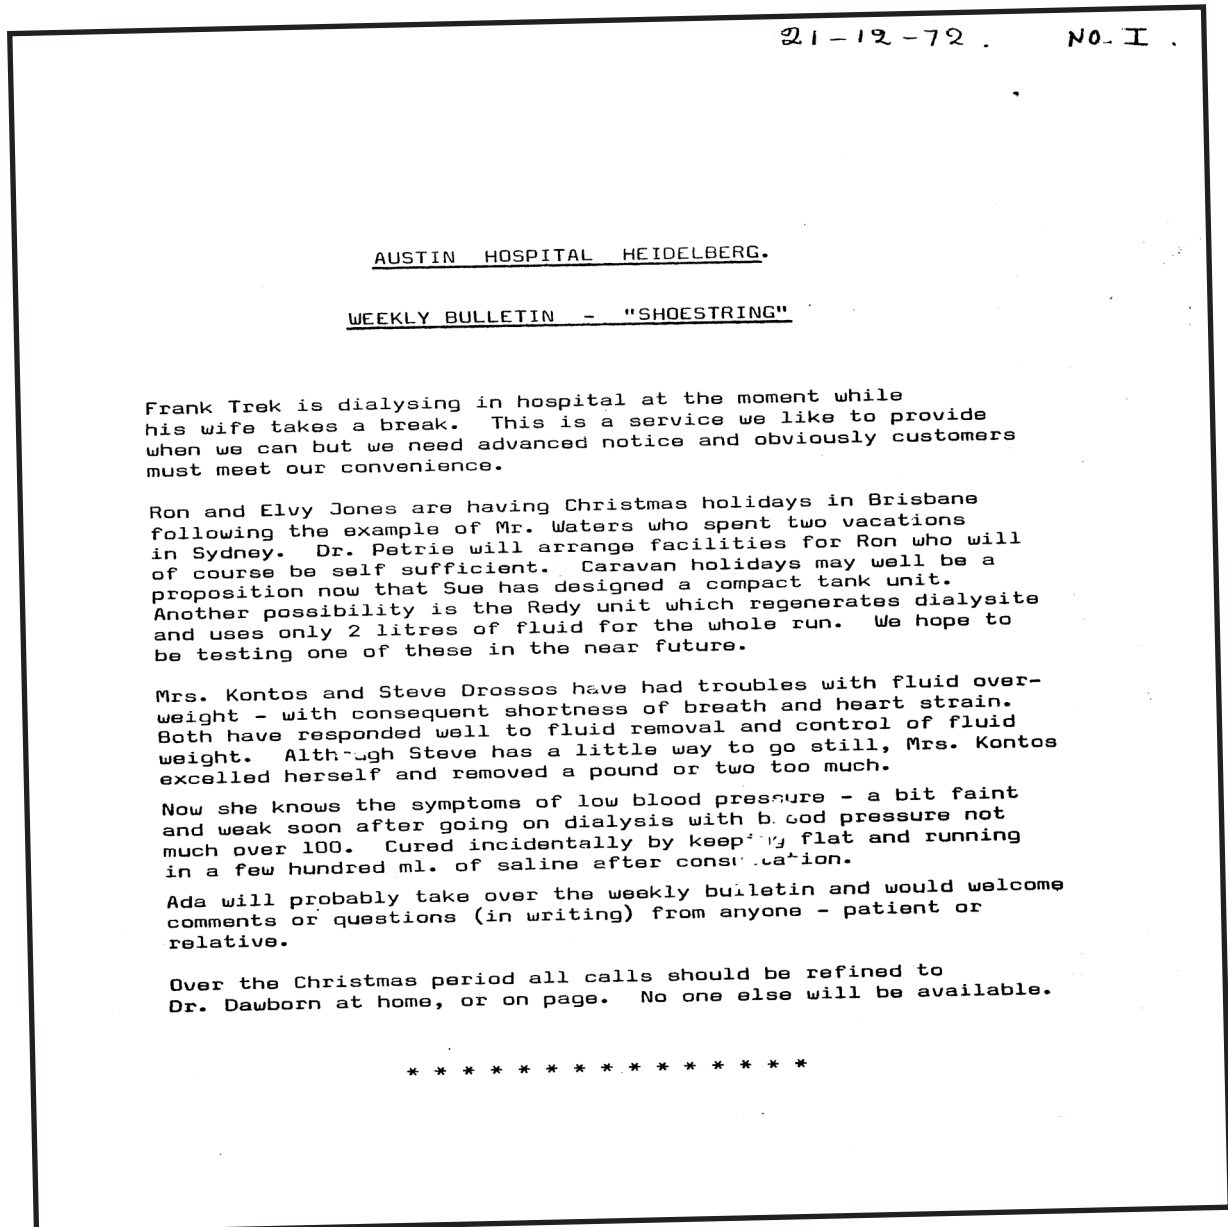 21-12-72. NO. I.
AUSTIN HOSPITAL HEIDELBERG.
WEEKLY BULLETIN - "SHOESTRING"
Frank Trek is dialysing in hospital at the moment while
his wife takes a break. This is a service we like to provide
when we can but we need advanced notice and obviously customers
must meet our convenience.
Ron and Elvy Jones are having Christmas holidays in Brisbane
following the example of Mr. Waters who spent two vacations
in Sydney. Dr. Petrie will arrange facilities for Ron who will
of course be self sufficient. Caravan holidays may well be a
proposition now that Sue has designed a compact tank unit.
Another possibility is the Redy unit which regenerates dialysite
and uses only 2 litres of fluid for the whole run. We hope to
be testing one of these in the near future.
Mrs. Kontos and Steve Drossos have had troubles with fluid over-
weight - with consequent shortness of breath and heart strain.
Both have responded well to fluid removal and control of fluid
weight. Although Steve has a little way to go still, Mrs. Kontos
excelled herself and removed a pound or two too much.
Now she knows the symptoms of low blood pressure - a bit faint
and weak soon after going on dialysis with blood pressure not
much over 100. Cured incidentally by keeping flat and running
in a few hundred ml. of saline after
Ada will probably take over the weekly bulletin and would welcome
comments or questions (in writing) from anyone - patient or
relative.
Over the Christmas period all calls should be refined to
Dr. Dawborn at home, or on page. No one else will be available.
* * * * * * * * * * * * * * *